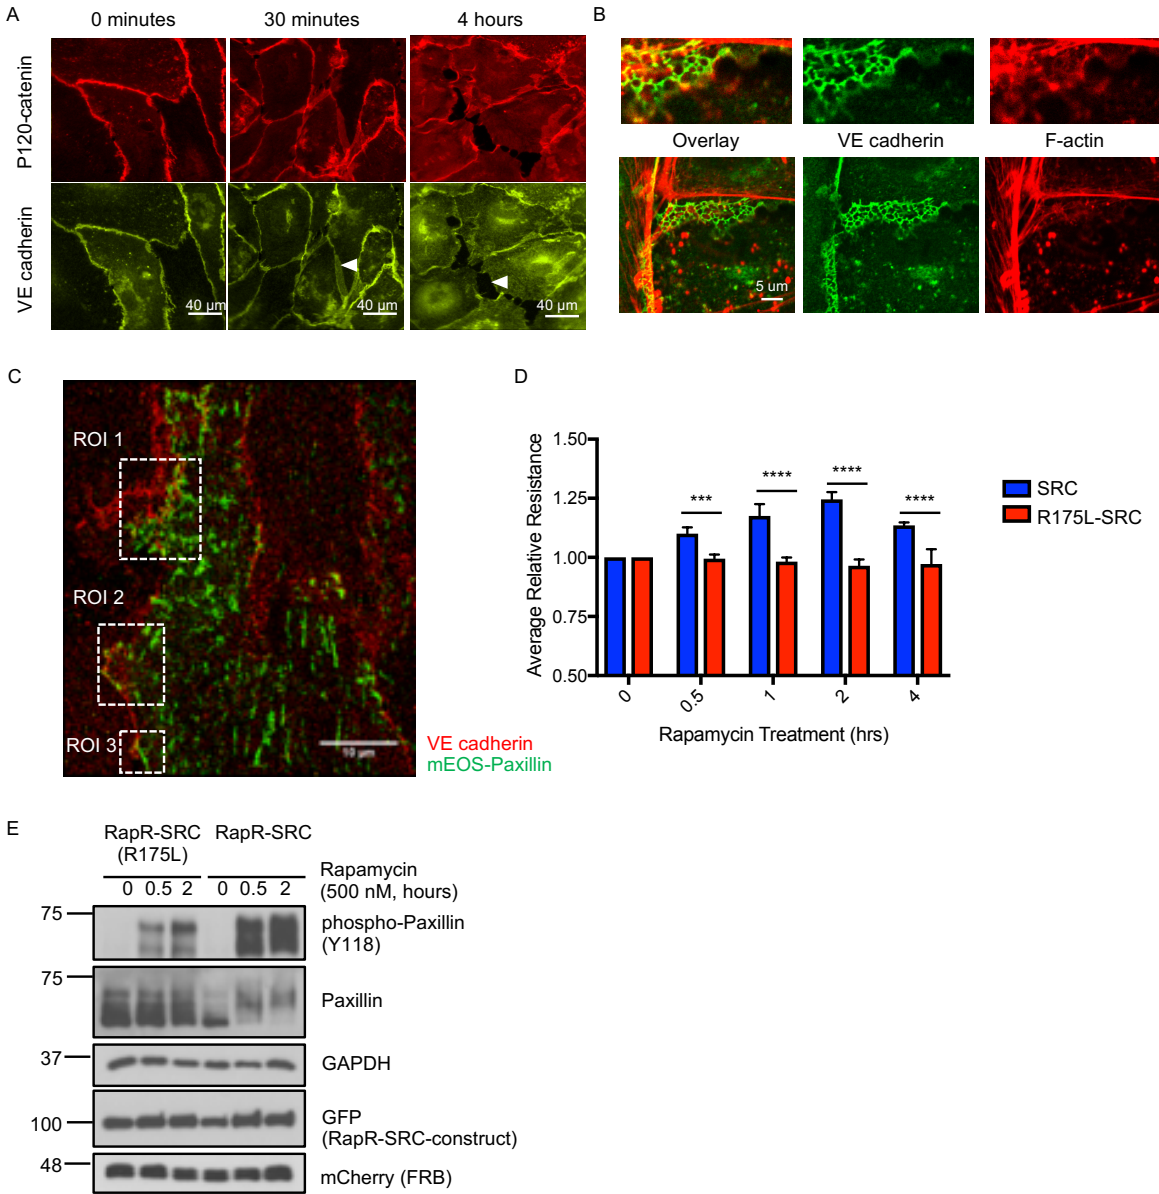 A
0 minutes 30 minutes 4 hours
P120-catenin
VE cadherin
40 µm 40 µm 40 µm
B
Overlay VE cadherin F-actin
5 um
C
ROI 1
ROI 2
ROI 3
10 µm
VE cadherin
mEOS-Paxillin
D
Average Relative Resistance
1.50
1.25
1.00
0.75
0.50
*** **** **** ****
0 0.5 1 2 4
Rapamycin Treatment (hrs)
SRC
R175L-SRC
E
RapR-SRC (R175L) RapR-SRC
0 0.5 2 0 0.5 2
Rapamycin
(500 nM, hours)
75
phospho-Paxillin
(Y118)
75
Paxillin
37
GAPDH
100
GFP
(RapR-SRC-construct)
48
mCherry (FRB)